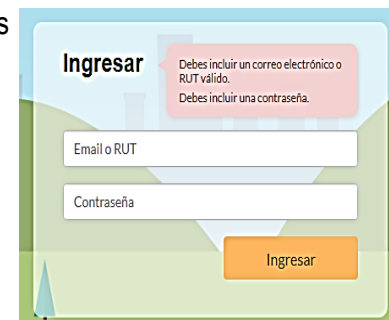 s
Ingresar
Debes incluir un correo electrónico o
RUT válido.
Debes incluir una contraseña.
Email o RUT
Contraseña
Ingresar